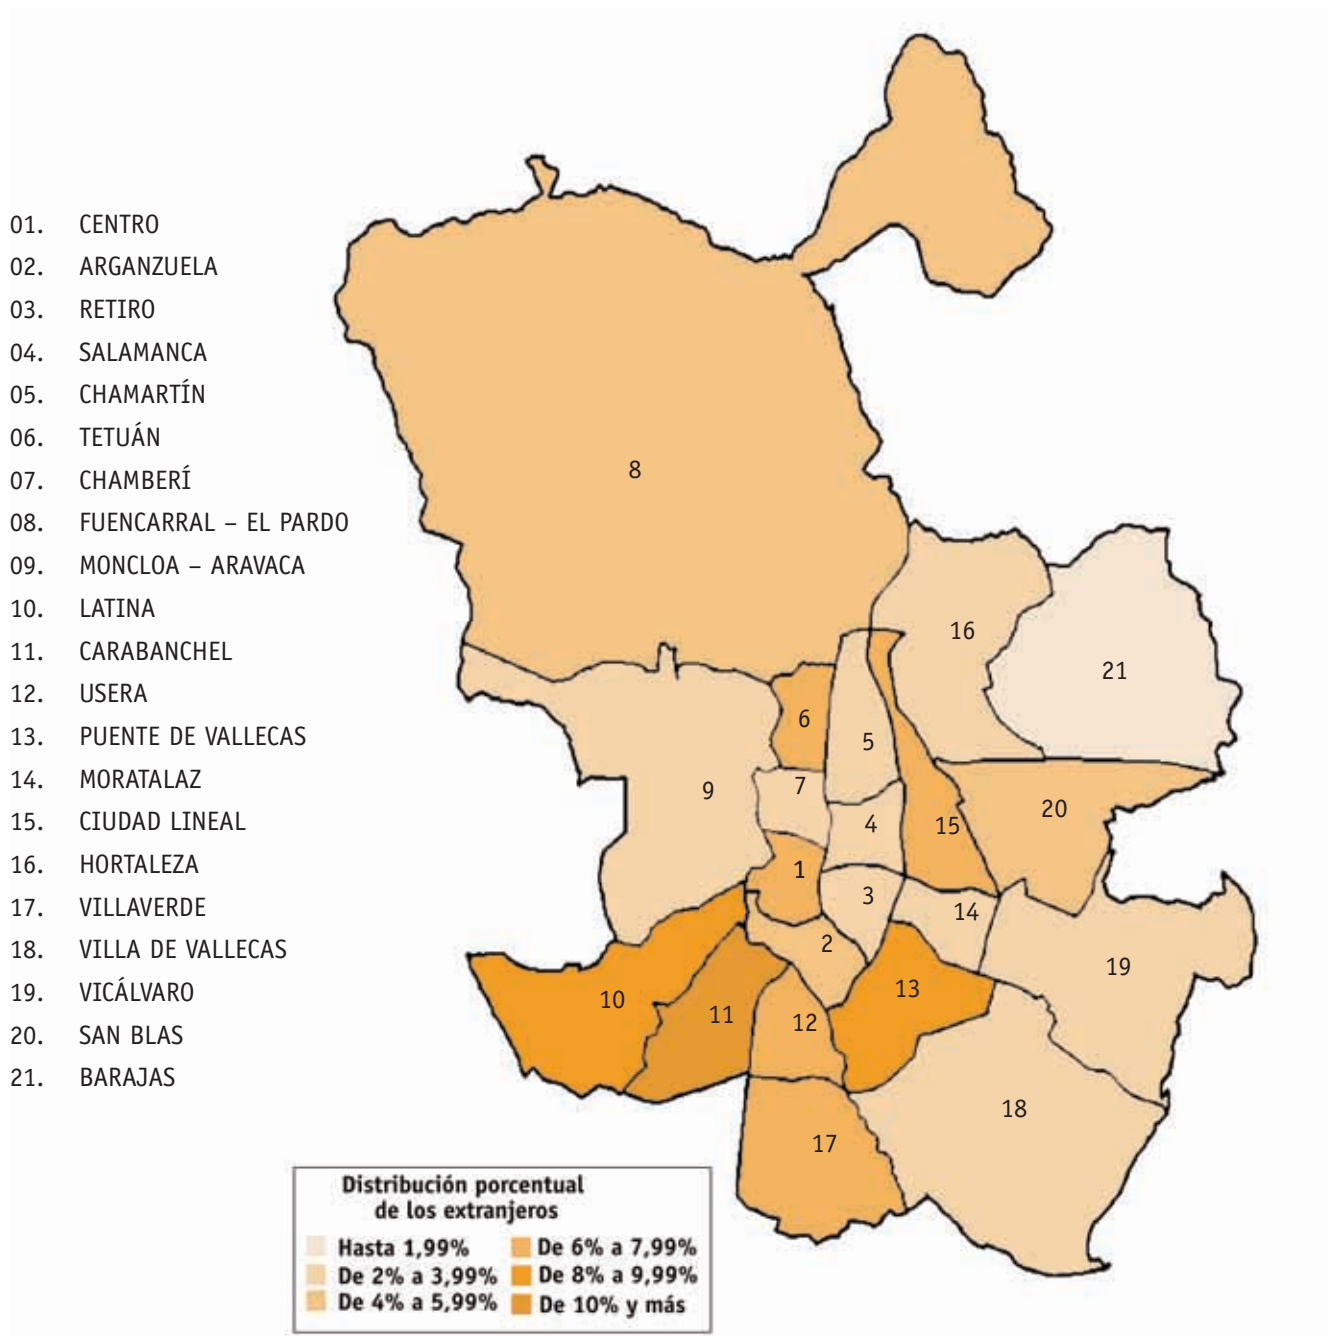 01. CENTRO
02. ARGANZUELA
03. RETIRO
04. SALAMANCA
05. CHAMARTÍN
06. TETUÁN
07. CHAMBERÍ
08. FUENCARRAL – EL PARDO
09. MONCLOA – ARAVACA
10. LATINA
11. CARABANCHEL
12. USERA
13. PUENTE DE VALLECAS
14. MORATALAZ
15. CIUDAD LINEAL
16. HORTALEZA
17. VILLAVERDE
18. VILLA DE VALLECAS
19. VICÁLVARO
20. SAN BLAS
21. BARAJAS
8
16
21
6
5
7
9
4
15
20
1
3
14
2
19
10
11
12
13
18
17
Distribución porcentual
de los extranjeros
Hasta 1,99%
De 2% a 3,99%
De 4% a 5,99%
De 6% a 7,99%
De 8% a 9,99%
De 10% y más